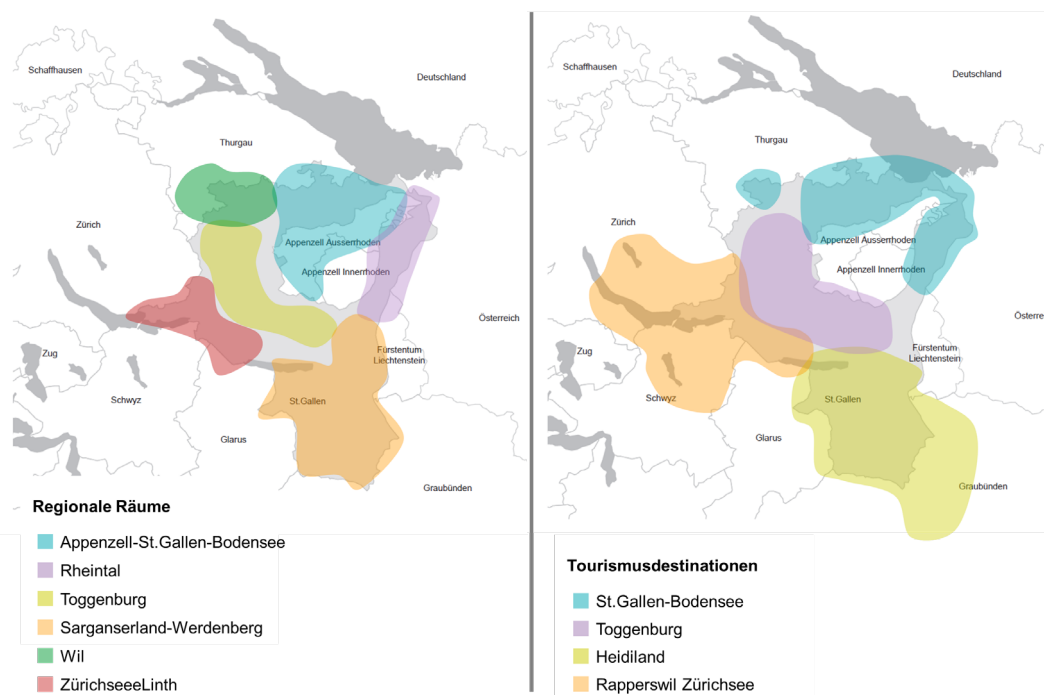 Schaffhausen
Deutschland
Thurgau
Zürich
Appenzell Ausserrhoden
Appenzell Innerrhoden
Österreich
Zug
Fürstentum
Liechtenstein
Schwyz
St.Gallen
Glarus
Graubünden
Regionale Räume
Appenzell-St.Gallen-Bodensee
Rheintal
Toggenburg
Sarganserland-Werdenberg
Wil
ZürichseeeLinth
Schaffhausen
Deutschland
Thurgau
Zürich
Appenzell Ausserrhoden
Appenzell Innerrhoden
Österre
Zug
Fürstentum
Liechtenstein
Schwyz
St.Gallen
Glarus
Graubünden
Tourismusdestinationen
St.Gallen-Bodensee
Toggenburg
Heidiland
Rapperswil Zürichsee